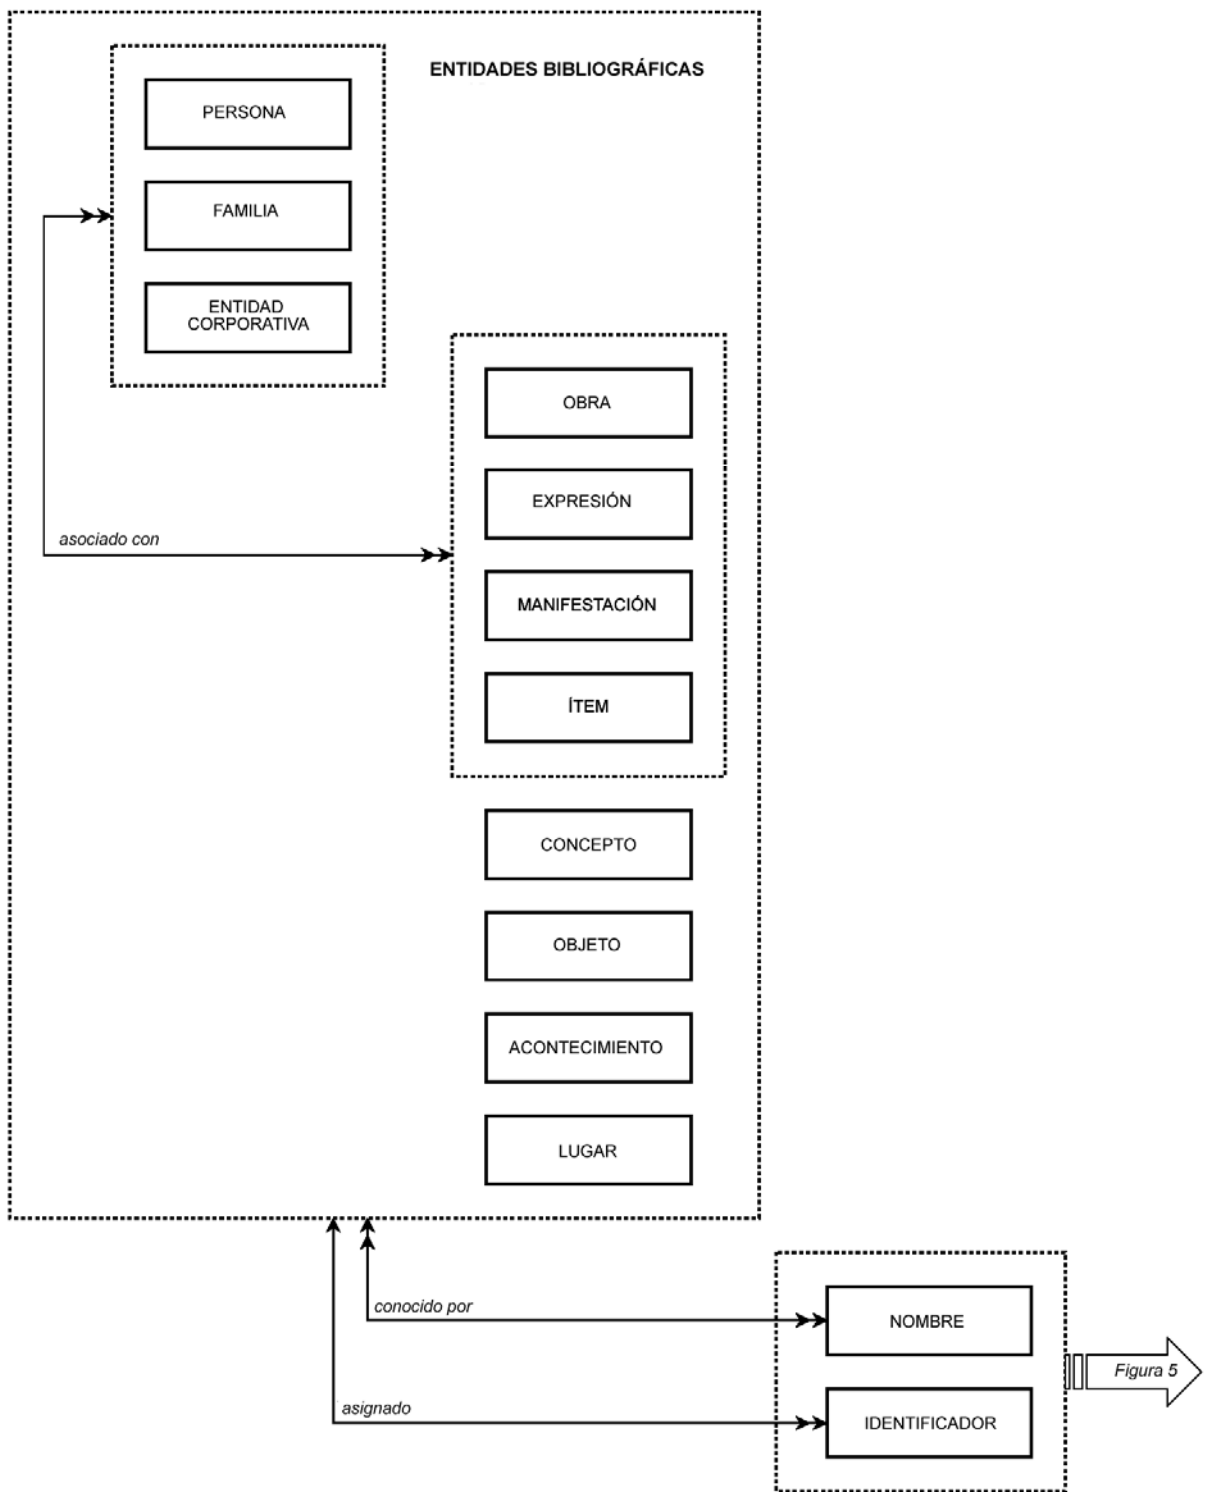 ENTIDADES BIBLIOGRÁFICAS
PERSONA
FAMILIA
ENTIDAD
CORPORATIVA
OBRA
EXPRESIÓN
asociado con
MANIFESTACIÓN
ÍTEM
CONCEPTO
OBJETO
ACONTECIMIENTO
LUGAR
conocido por
NOMBRE
Figura 5
asignado
IDENTIFICADOR